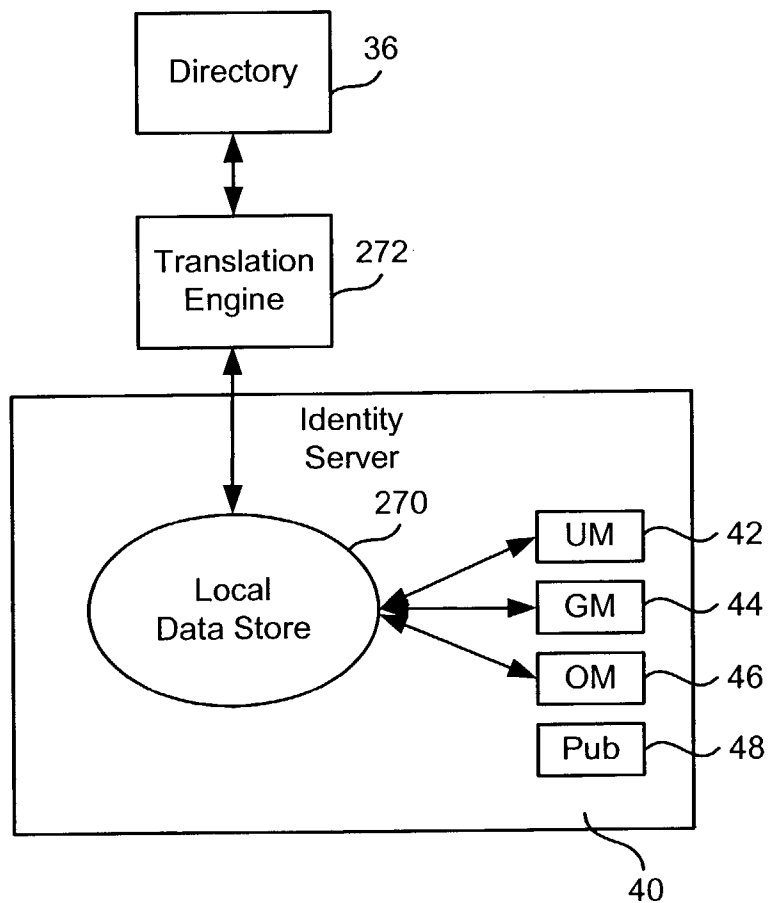 Directory
36
Translation
Engine
272
Identity
Server
270
Local
Data Store
UM
42
GM
44
OM
46
Pub
48
40